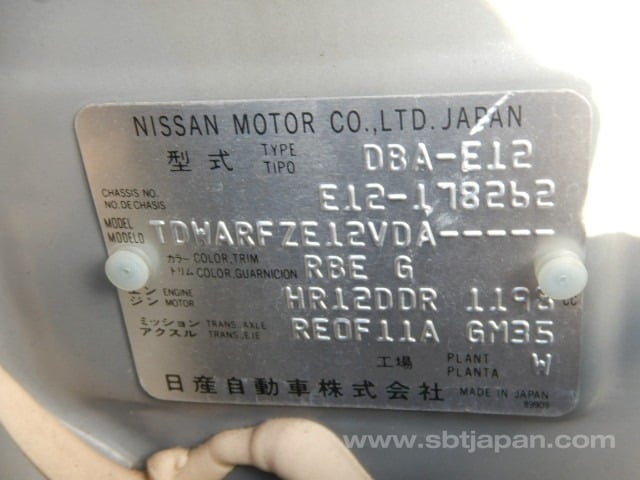 NISSAN MOTOR CO.,LTD. JAPAN
型式 TYPE TIPO DBA-E12
CHASSIS NO. NO.DE CHASIS E12-178262
MODEL MODELO TDWARFZE12VDA-----
カラー COLOR,TRIM トリム COLOR,GUARNICION RBE G
エンジン ENGINE MOTOR HR12DDR 1198 CC
ミッション TRANS. AXLE アクスル TRANS.,EJE RE0F11A GM35
工場 PLANT PLANTA W
日産自動車株式会社 MADE IN JAPAN
89909
www.sbtjapan.com